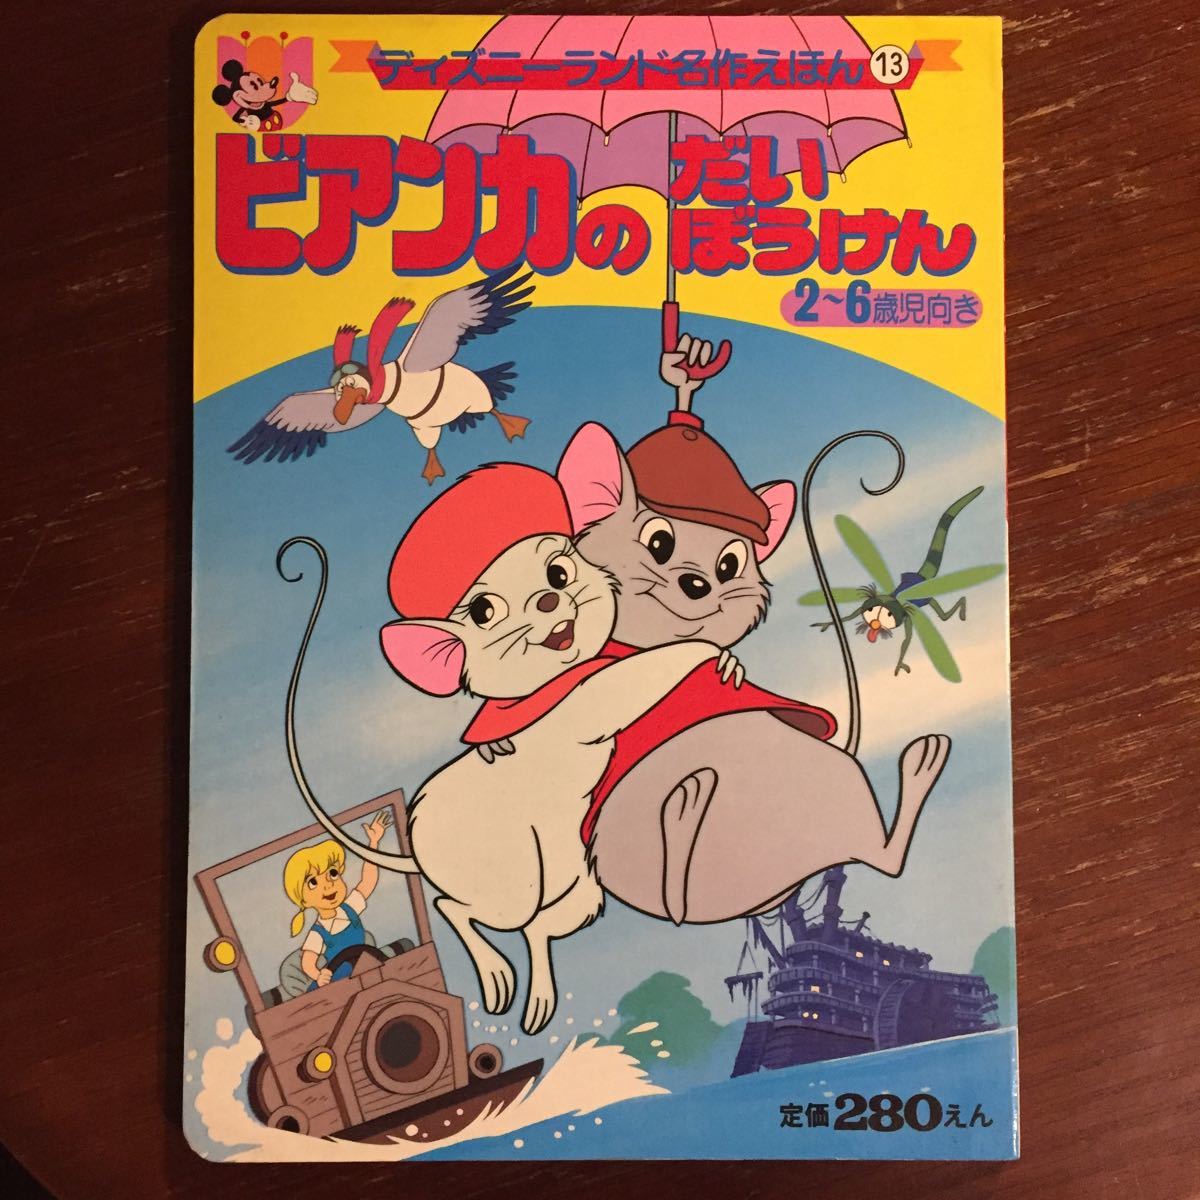 ディズニーランド名作えほん 13
ビアンカの だい
ぼうけん
2~6歳児向き
定価280えん